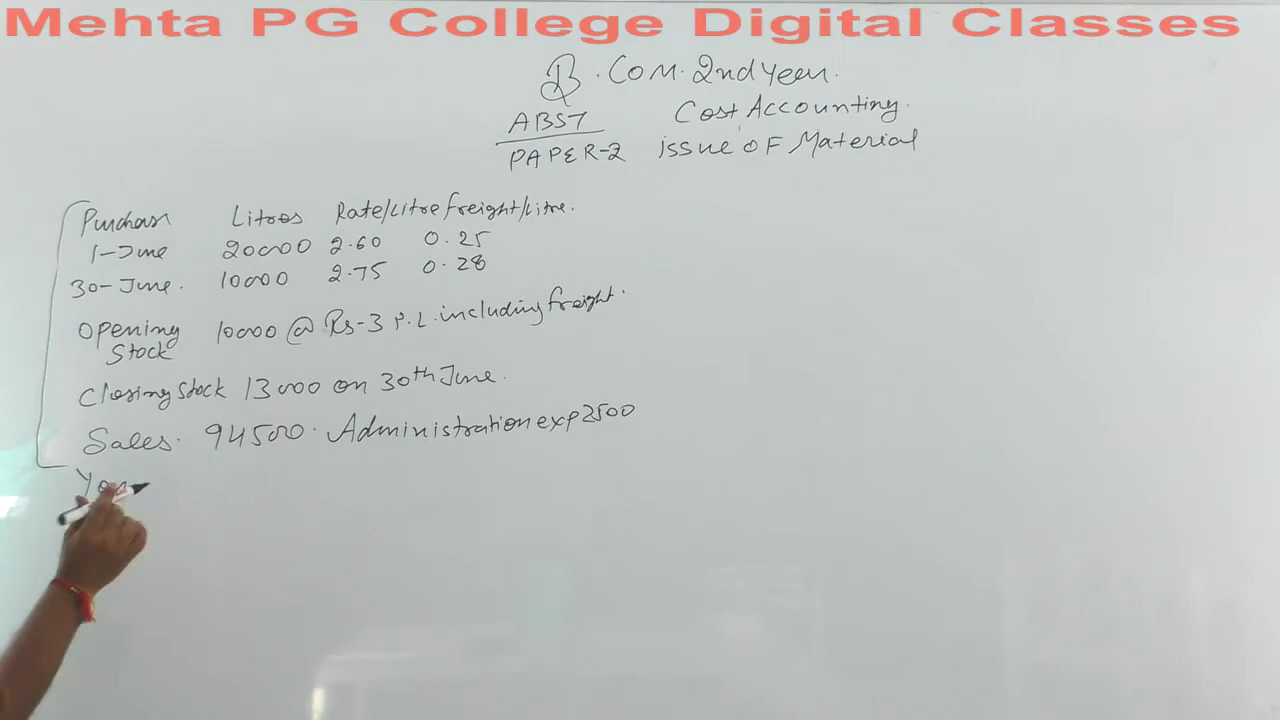 Mehta PG College Digital Classes
B.Com. 2nd Year.
ABST Cost Accounting.
PAPER-2 issue of Material
Purchase Litres Rate/Litre freight/Litre.
1-June 20000 2.60 0.25
30-June. 10000 2.75 0.28
Opening Stock 10000 @ Rs-3 P.L. including freight.
Closing Stock 13000 on 30th June.
Sales. 94500. Administration exp 2500